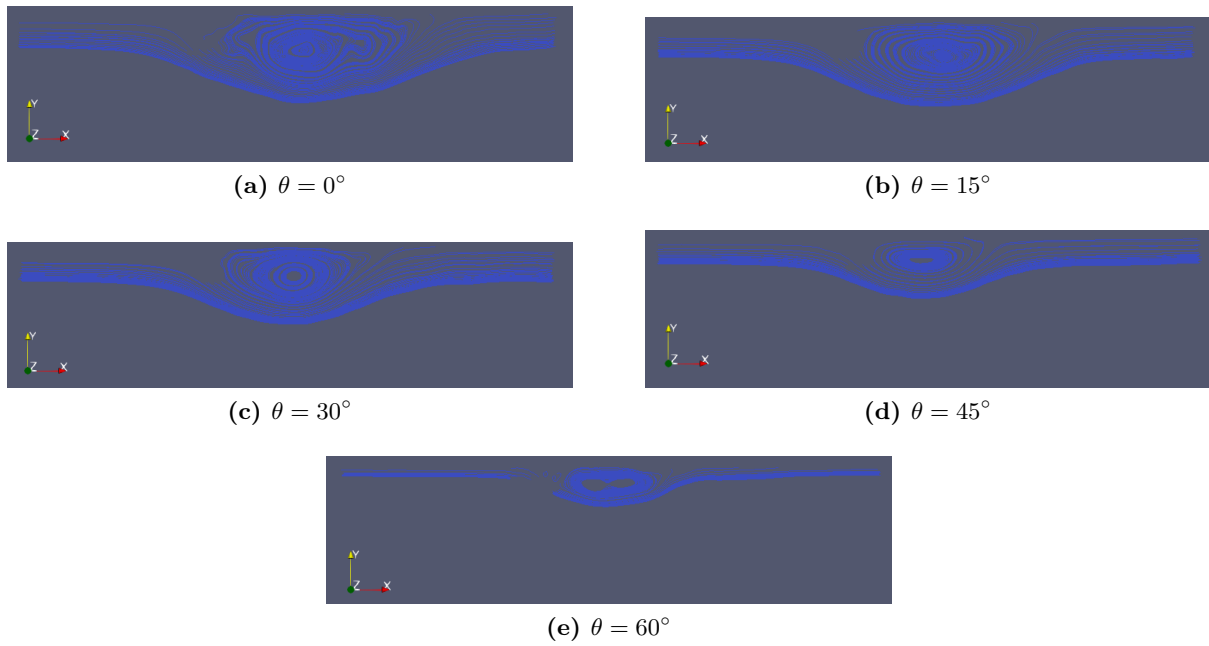 Y
Z X
Y
Z X
(a) θ = 0°
(b) θ = 15°
Y
Z X
Y
Z X
(c) θ = 30°
(d) θ = 45°
Y
Z X
(e) θ = 60°